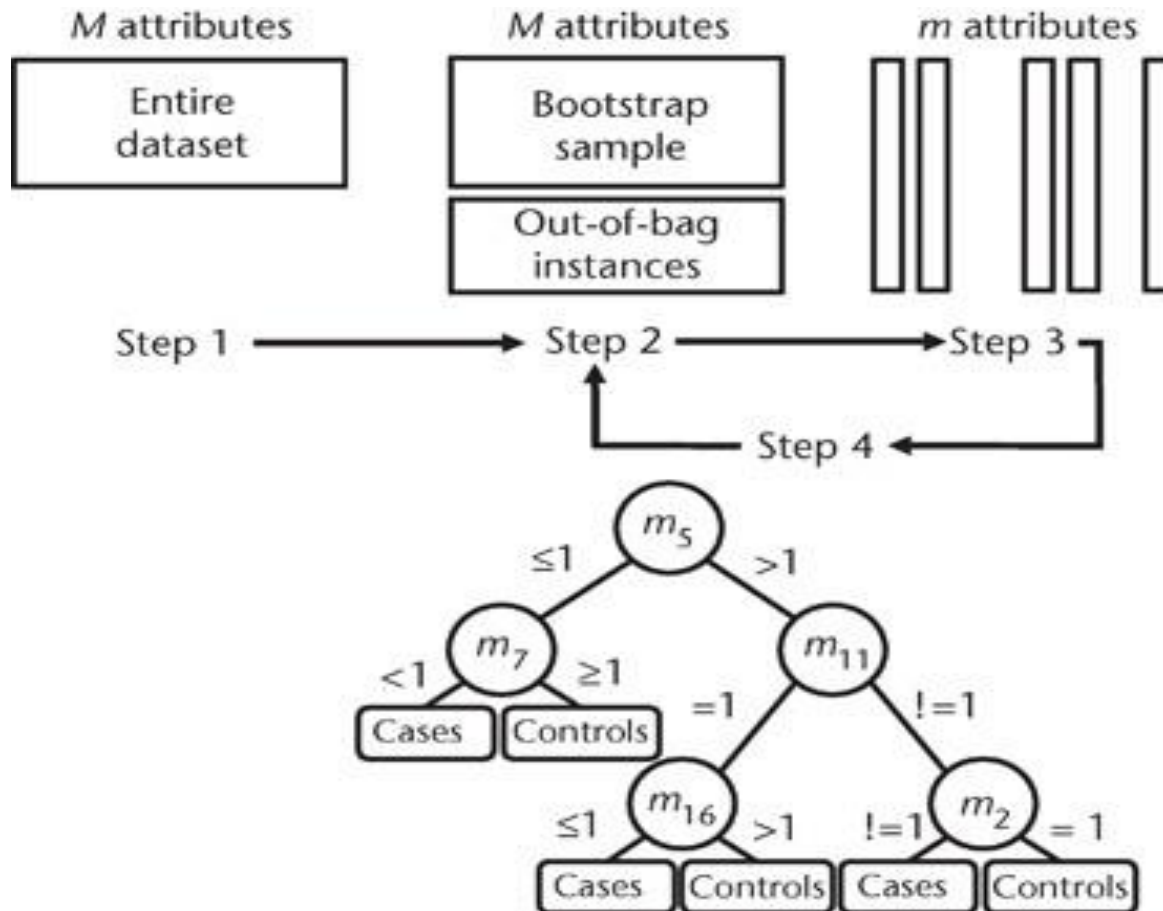 M attributes
M attributes
m attributes
Entire
dataset
Bootstrap
sample
Out-of-bag
instances
Step 1
Step 2
Step 3
Step 4
m5
≤1
>1
m7
m11
<1
≥1
=1
!=1
Cases
Controls
m16
m2
≤1
>1
!=1
= 1
Cases
Controls
Cases
Controls